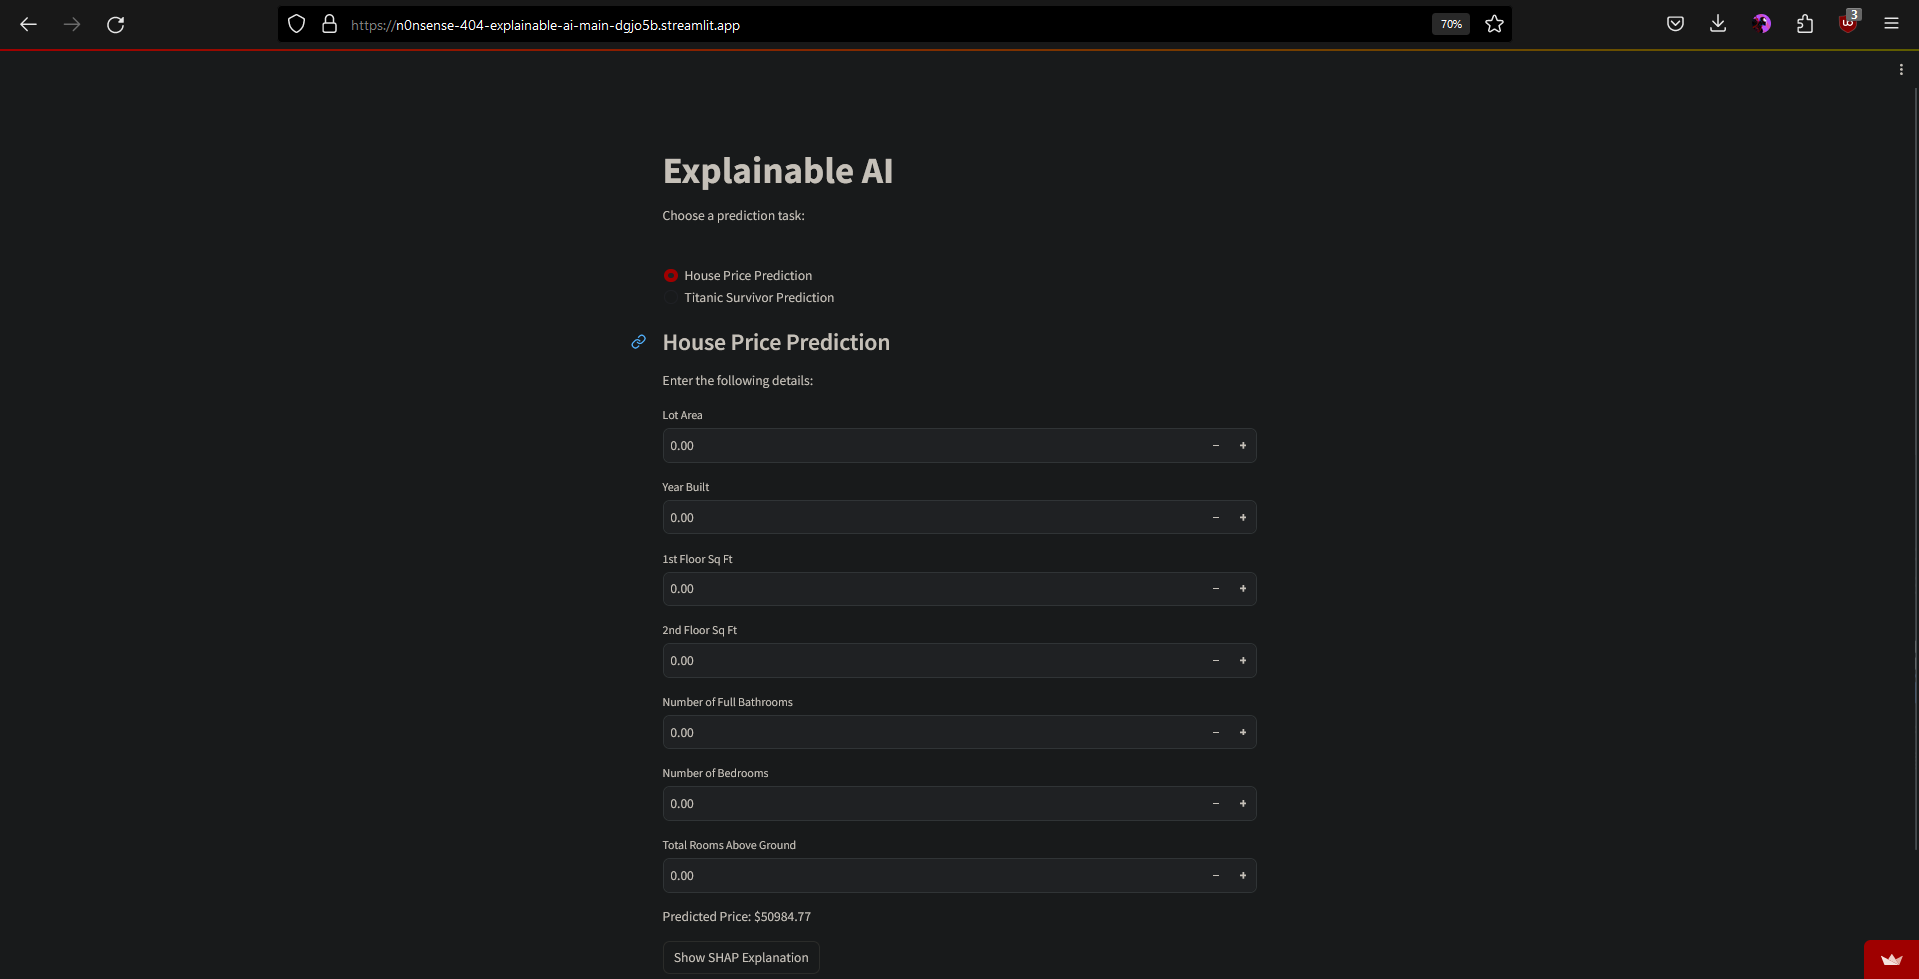 https://n0nsense-404-explainable-ai-main-dgjo5b.streamlit.app
70%
3
Explainable AI
Choose a prediction task:
House Price Prediction
Titanic Survivor Prediction
House Price Prediction
Enter the following details:
Lot Area
0.00
Year Built
0.00
1st Floor Sq Ft
0.00
2nd Floor Sq Ft
0.00
Number of Full Bathrooms
0.00
Number of Bedrooms
0.00
Total Rooms Above Ground
0.00
Predicted Price: $50984.77
Show SHAP Explanation